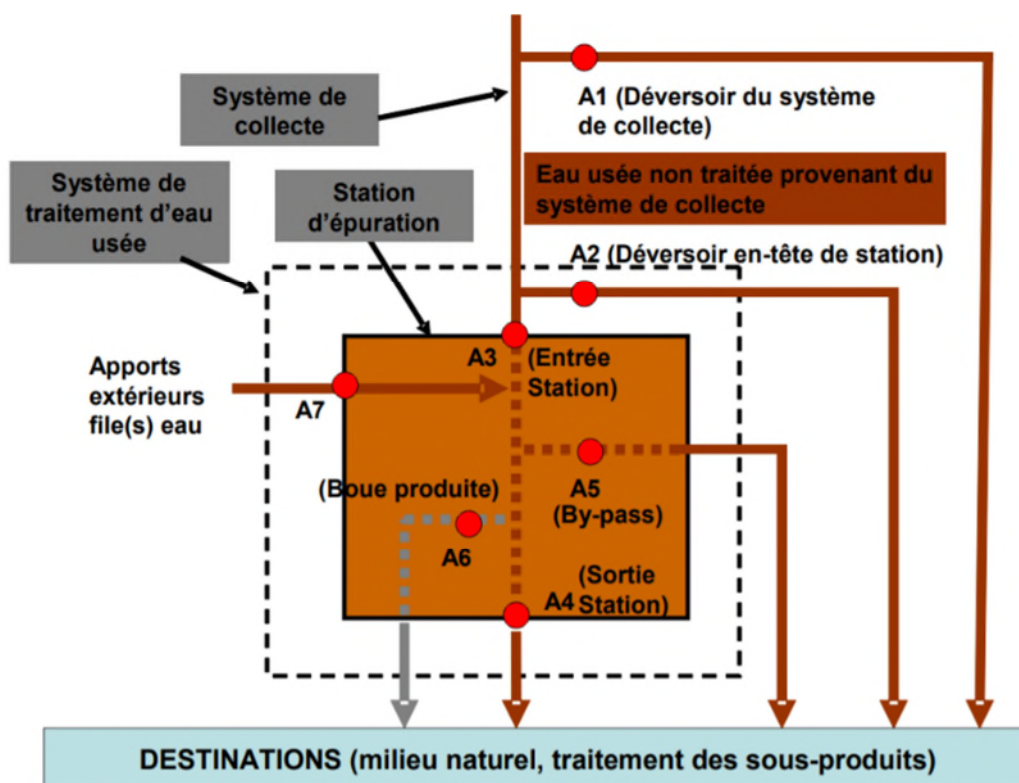 Système de
collecte
A1 (Déversoir du système
de collecte)
Système de
traitement d'eau
usée
Station
d'épuration
Eau usée non traitée provenant du
système de collecte
A2 (Déversoir en-tête de station)
Apports
extérieurs
file(s) eau
A7
A3
(Entrée
Station)
(Boue produite)
A6
A5
(By-pass)
A4
(Sortie
Station)
DESTINATIONS (milieu naturel, traitement des sous-produits)